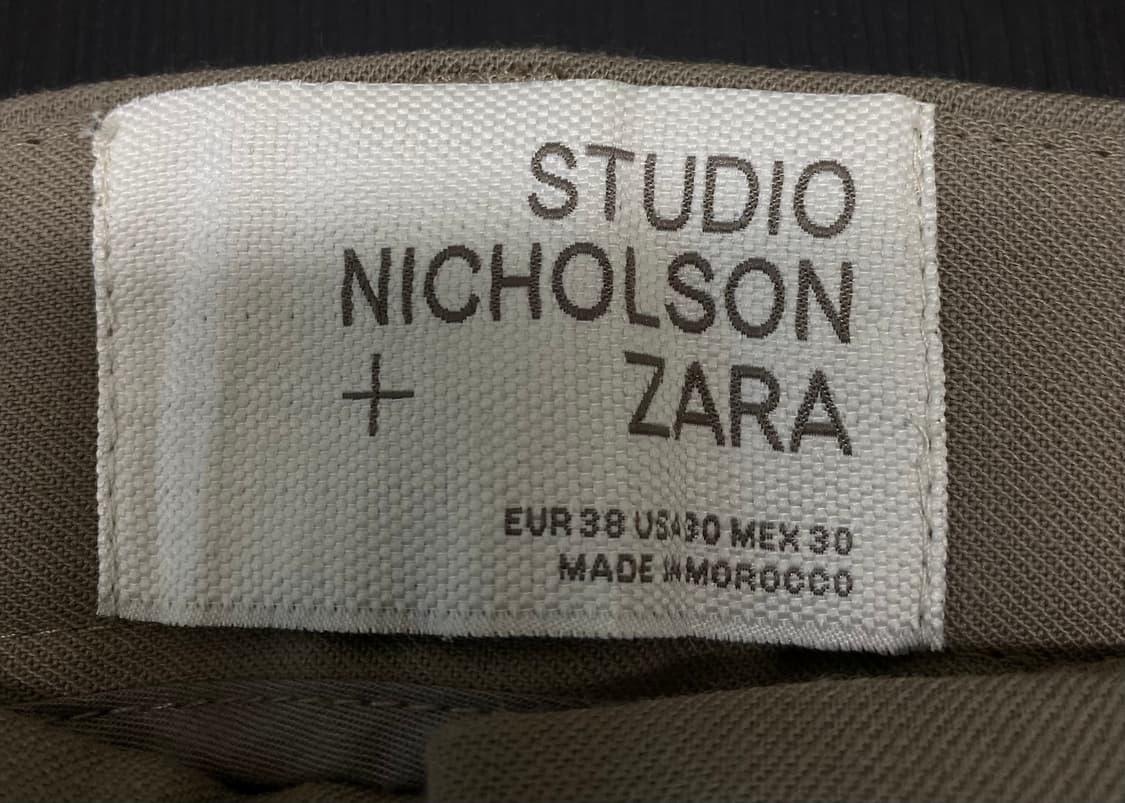 STUDIO
NICHOLSON
+ ZARA
EUR 38 USA 30 MEX 30
MADE IN MOROCCO